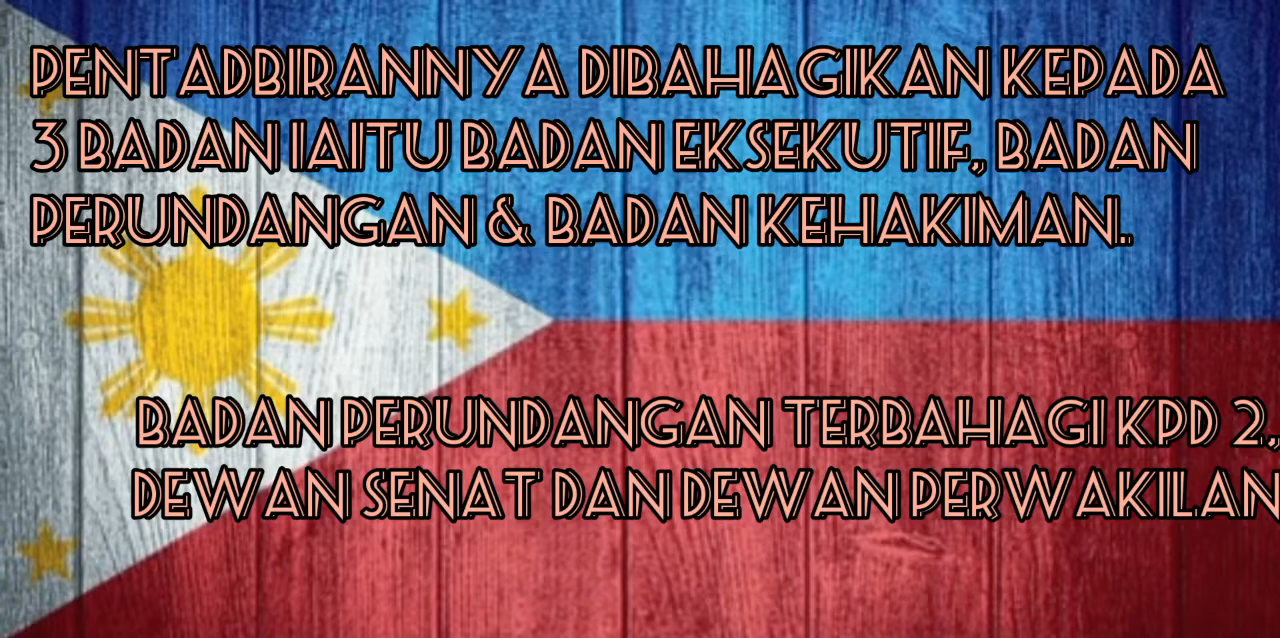 PENTADBIRANNYA DIBAHAGIKAN KEPADA
3 BADAN IAITU BADAN EKSEKUTIF, BADAN
PERUNDANGAN & BADAN KEHAKIMAN.
BADAN PERUNDANGAN TERBAHAGI KPD 2,
DEWAN SENAT DAN DEWAN PERWAKILAN